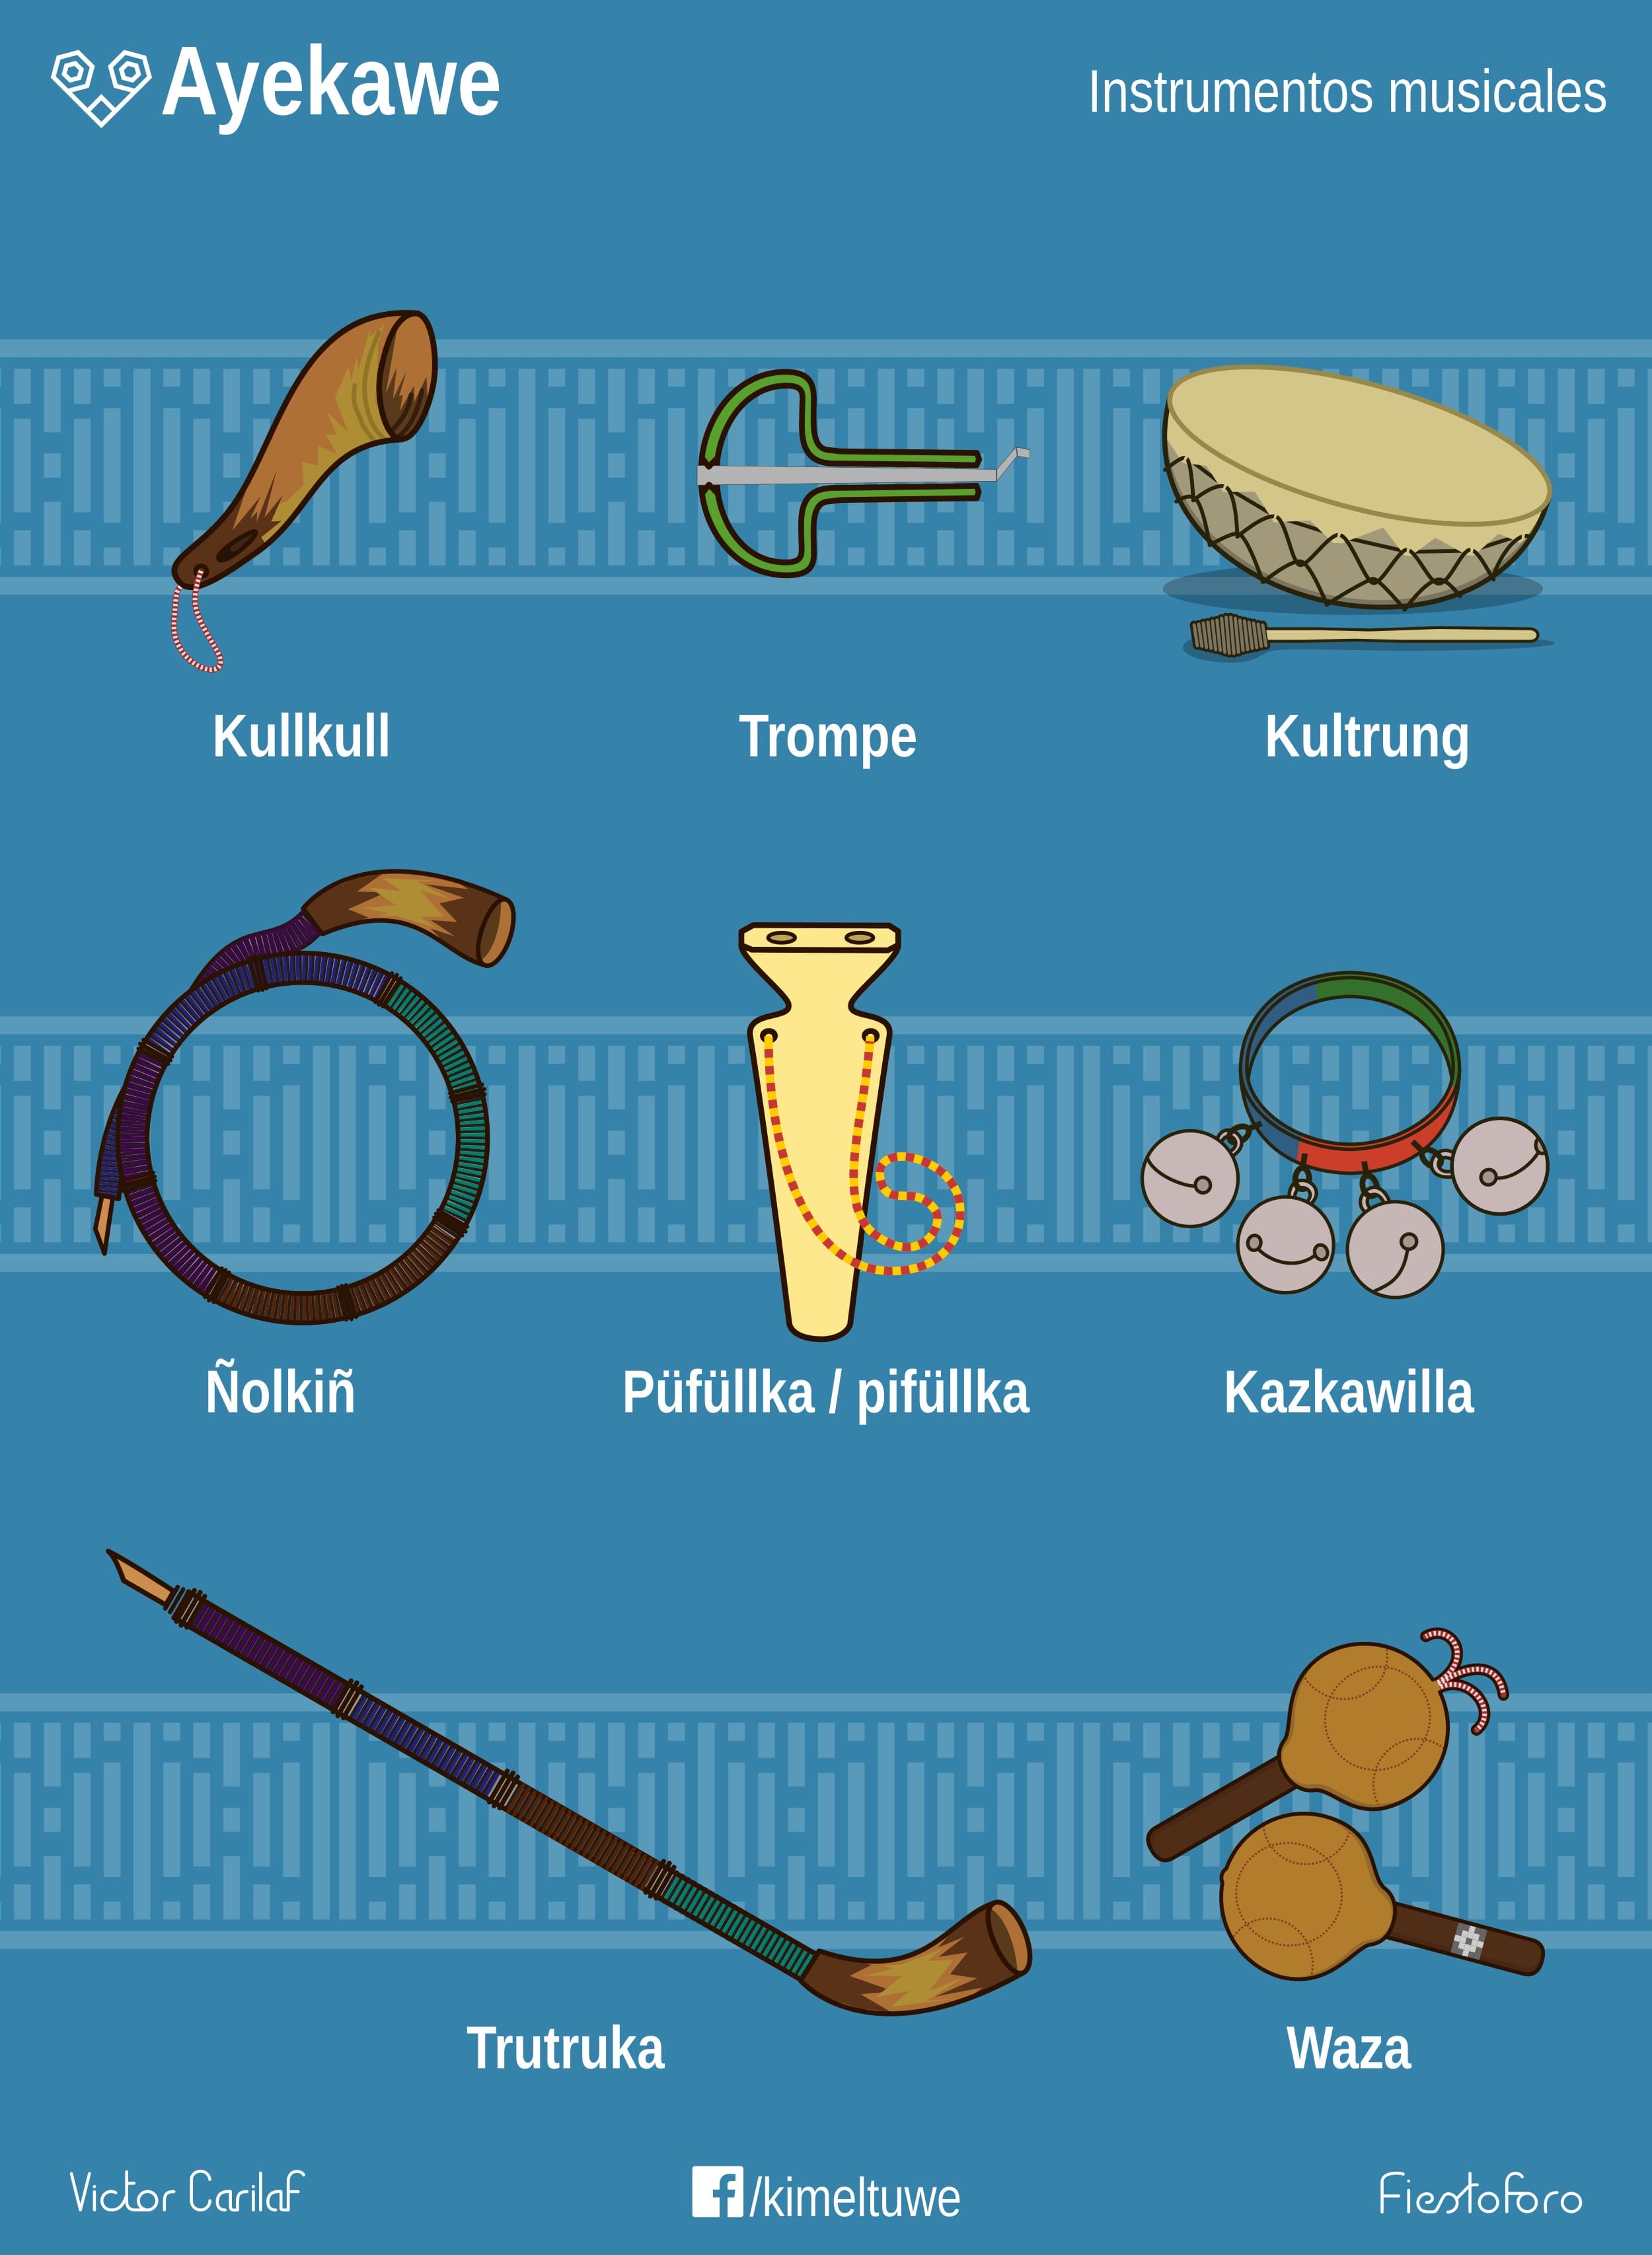 Ayekawe
Instrumentos musicales
Kullkull
Trompe
Kultrung
Ñolkiñ
Püfüllka / pifüllka
Kazkawilla
Trutruka
Waza
Victor Carilaf
/kimeltuwe
Fiestoforo